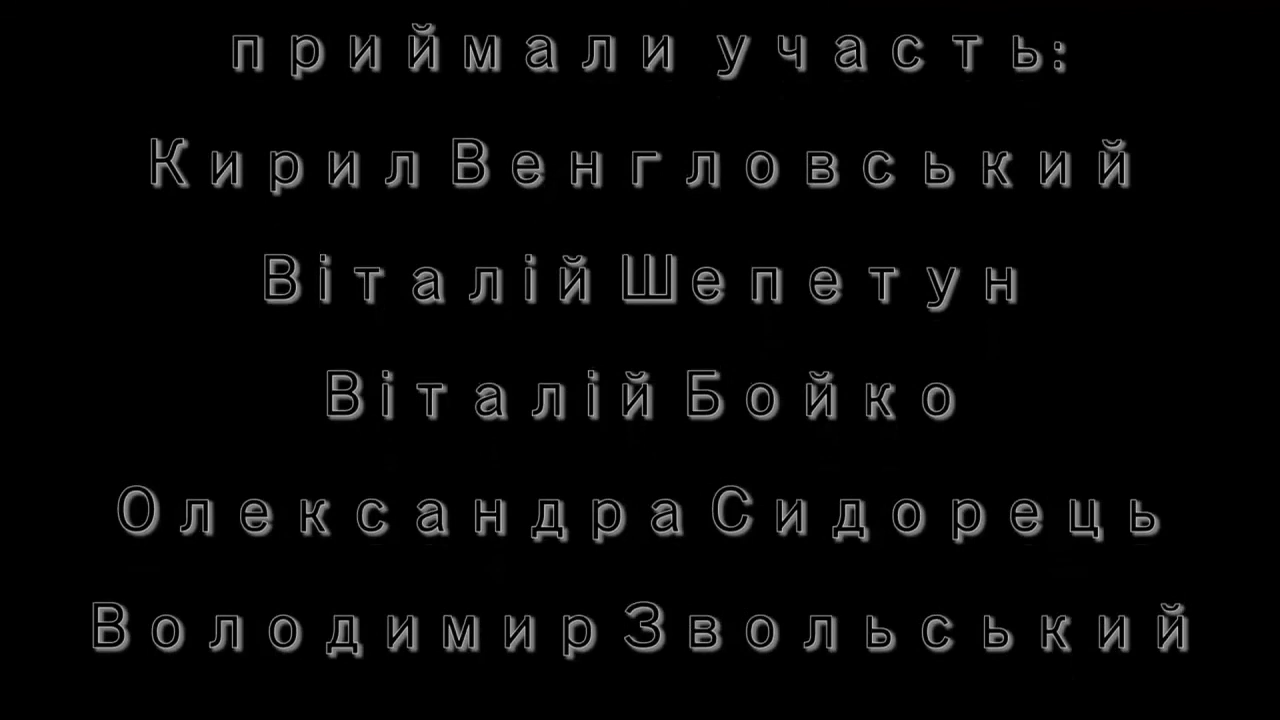 приймали участь:
Кирил Венгловський
Віталій Шепетун
Віталій Бойко
Олександра Сидорець
Володимир Звольський